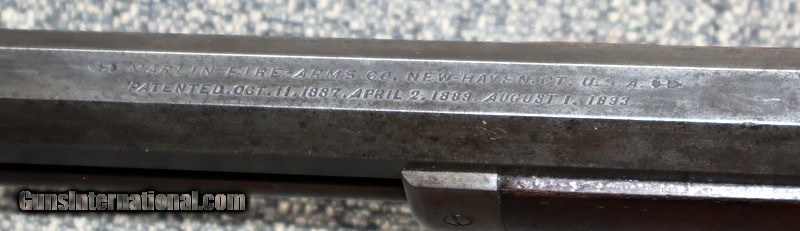 MARLIN FIRE-ARMS CO. NEW-HAVEN, CT. U.S.A.
PATENTED. OCT. 11. 1887. APRIL 2, 1889. AUGUST 1. 1893
GunsInternational.com